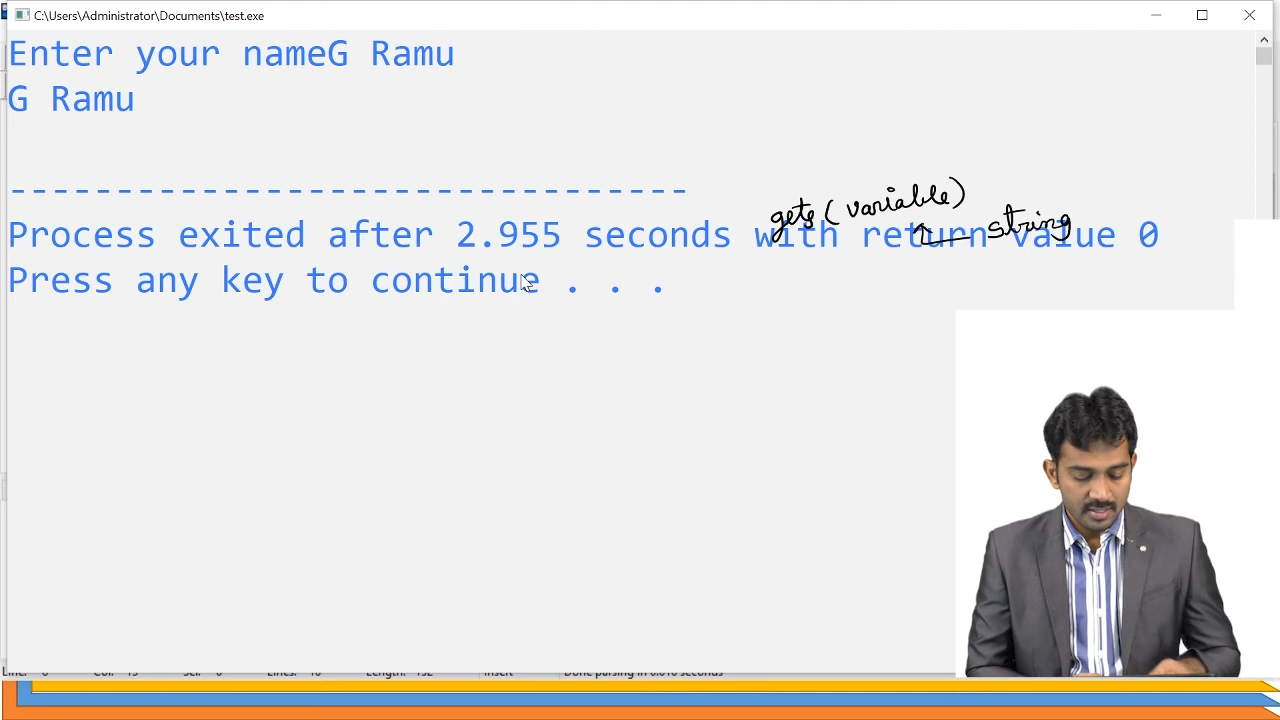 C:\Users\Administrator\Documents\test.exe
Enter your nameG Ramu
G Ramu
---------------------------------
gets(variable)
string
Process exited after 2.955 seconds with return value 0
Press any key to continue . . .